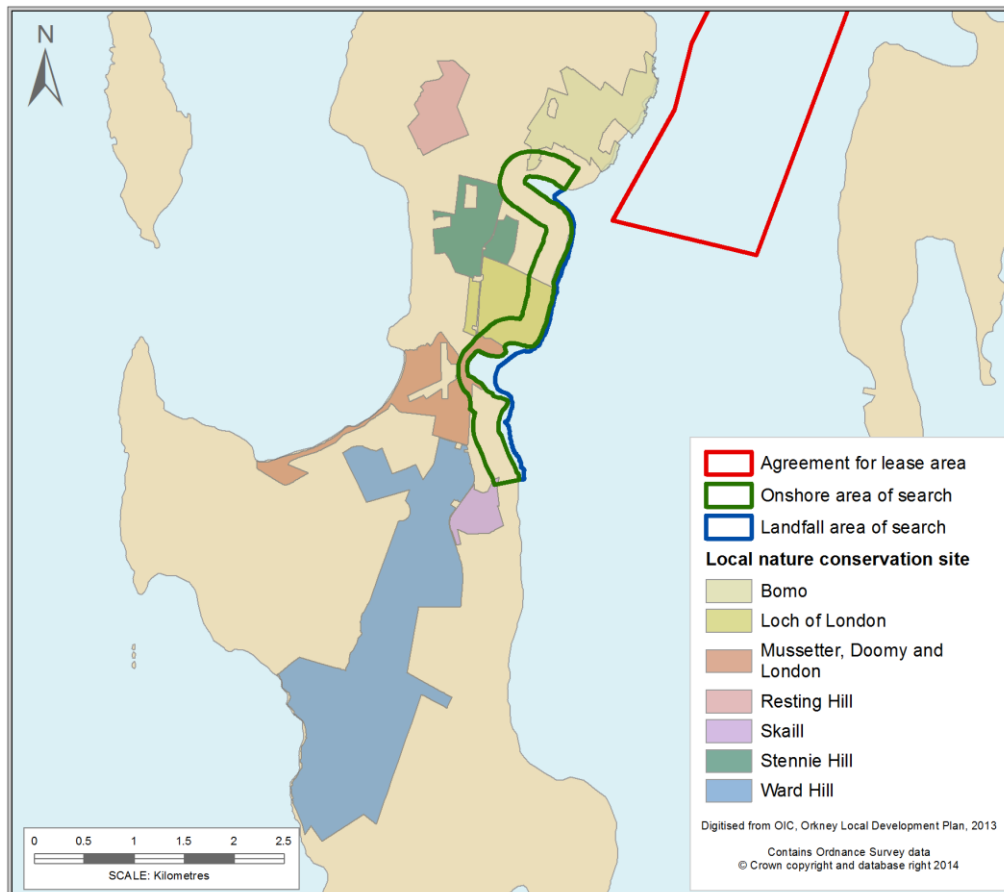 N
Agreement for lease area
Onshore area of search
Landfall area of search
Local nature conservation site
Bomo
Loch of London
Mussetter, Doomy and
London
Resting Hill
Skaill
Stennie Hill
Ward Hill
Digitised from OIC, Orkney Local Development Plan, 2013
Contains Ordnance Survey data
© Crown copyright and database right 2014
0 0.5 1 1.5 2 2.5
SCALE: Kilometres